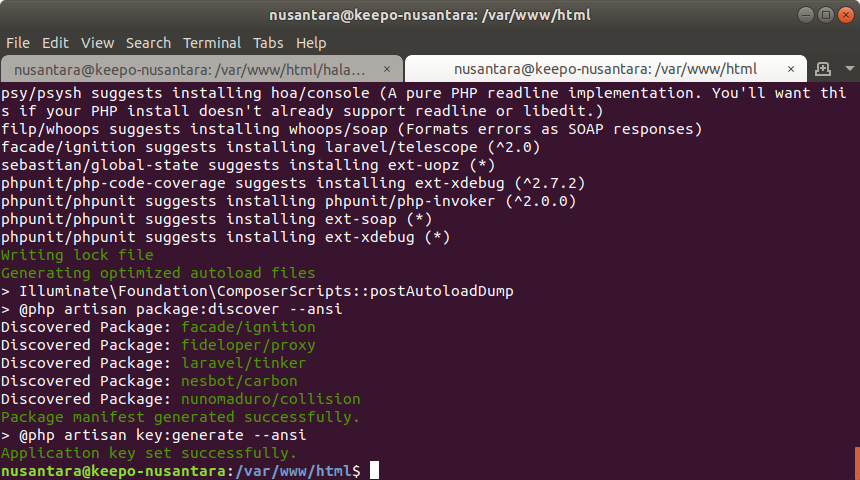 nusantara@keepo-nusantara: /var/www/html
File Edit View Search Terminal Tabs Help
nusantara@keepo-nusantara: /var/www/html/hala… ×
nusantara@keepo-nusantara: /var/www/html ×
psy/psysh suggests installing hoa/console (A pure PHP readline implementation. You'll want thi
s if your PHP install doesn't already support readline or libedit.)
filp/whoops suggests installing whoops/soap (Formats errors as SOAP responses)
facade/ignition suggests installing laravel/telescope (^2.0)
sebastian/global-state suggests installing ext-uopz (*)
phpunit/php-code-coverage suggests installing ext-xdebug (^2.7.2)
phpunit/phpunit suggests installing phpunit/php-invoker (^2.0.0)
phpunit/phpunit suggests installing ext-soap (*)
phpunit/phpunit suggests installing ext-xdebug (*)
Writing lock file
Generating optimized autoload files
> Illuminate\Foundation\ComposerScripts::postAutoloadDump
> @php artisan package:discover --ansi
Discovered Package: facade/ignition
Discovered Package: fideloper/proxy
Discovered Package: laravel/tinker
Discovered Package: nesbot/carbon
Discovered Package: nunomaduro/collision
Package manifest generated successfully.
> @php artisan key:generate --ansi
Application key set successfully.
nusantara@keepo-nusantara:/var/www/html$